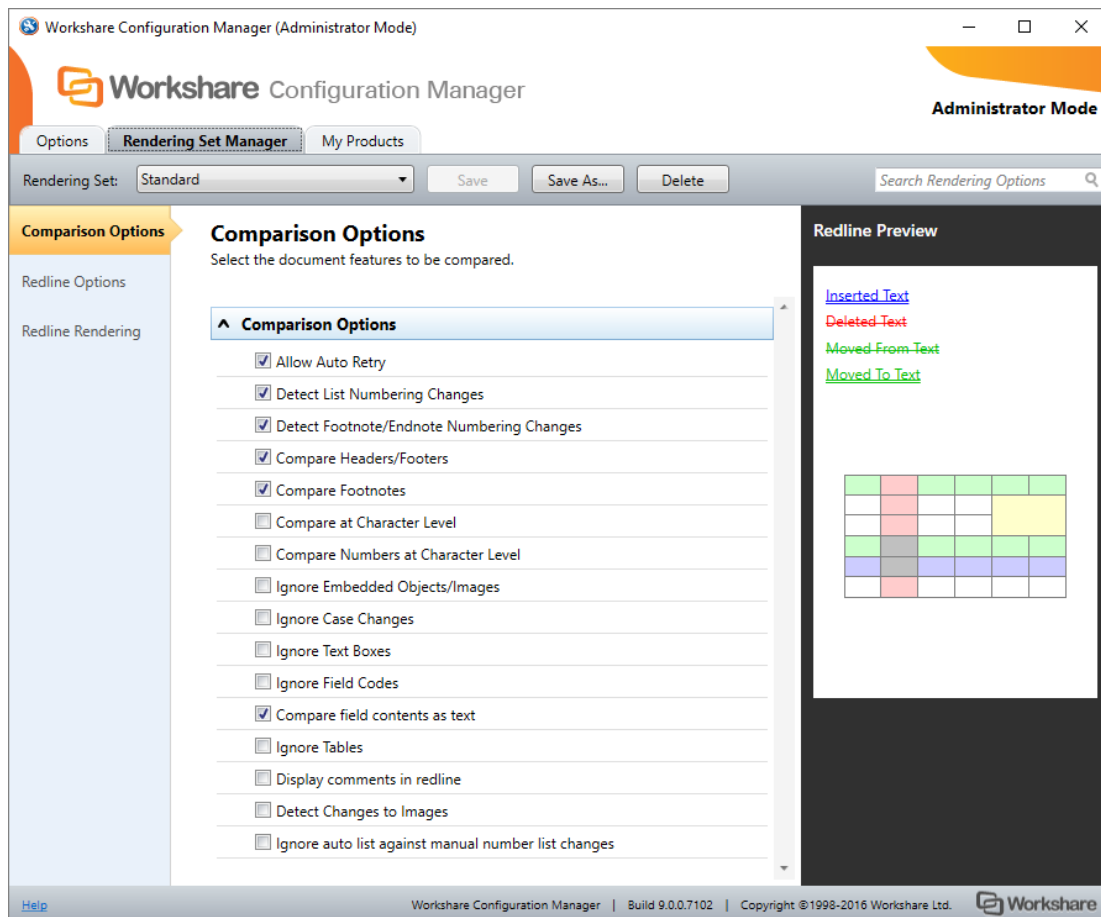 Workshare Configuration Manager (Administrator Mode)
Workshare Configuration Manager
Administrator Mode
Options Rendering Set Manager My Products
Rendering Set: Standard Save Save As... Delete Search Rendering Options
Comparison Options
Redline Options
Redline Rendering
Comparison Options
Select the document features to be compared.
Comparison Options
Allow Auto Retry
Detect List Numbering Changes
Detect Footnote/Endnote Numbering Changes
Compare Headers/Footers
Compare Footnotes
Compare at Character Level
Compare Numbers at Character Level
Ignore Embedded Objects/Images
Ignore Case Changes
Ignore Text Boxes
Ignore Field Codes
Compare field contents as text
Ignore Tables
Display comments in redline
Detect Changes to Images
Ignore auto list against manual number list changes
Redline Preview
Inserted Text
Deleted Text
Moved From Text
Moved To Text
Help Workshare Configuration Manager | Build 9.0.0.7102 | Copyright ©1998-2016 Workshare Ltd. Workshare